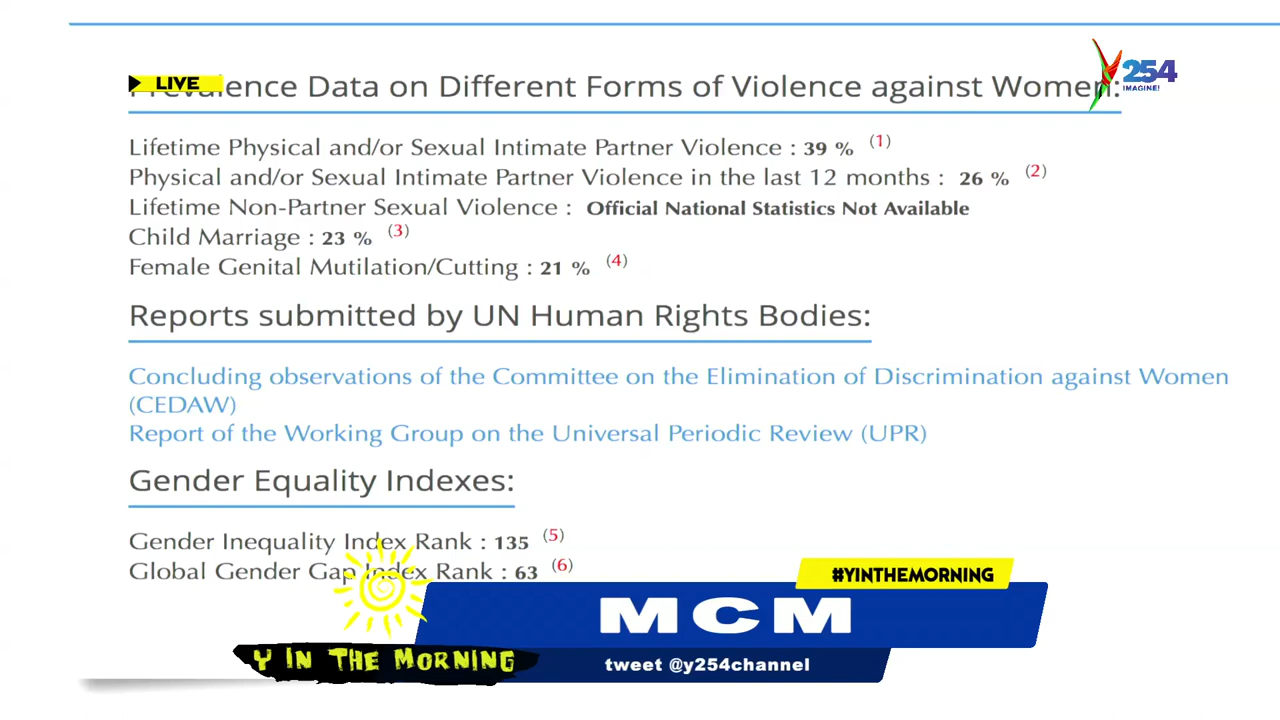 LIVE
Prevalence Data on Different Forms of Violence against Women:
Y254
IMAGINE!
Lifetime Physical and/or Sexual Intimate Partner Violence : 39 % (1)
Physical and/or Sexual Intimate Partner Violence in the last 12 months : 26 % (2)
Lifetime Non-Partner Sexual Violence : Official National Statistics Not Available
Child Marriage : 23 % (3)
Female Genital Mutilation/Cutting : 21 % (4)
Reports submitted by UN Human Rights Bodies:
Concluding observations of the Committee on the Elimination of Discrimination against Women
(CEDAW)
Report of the Working Group on the Universal Periodic Review (UPR)
Gender Equality Indexes:
Gender Inequality Index Rank : 135 (5)
Global Gender Gap Index Rank : 63 (6)
#YINTHEMORNING
MCM
Y IN THE MORNING
tweet @y254channel